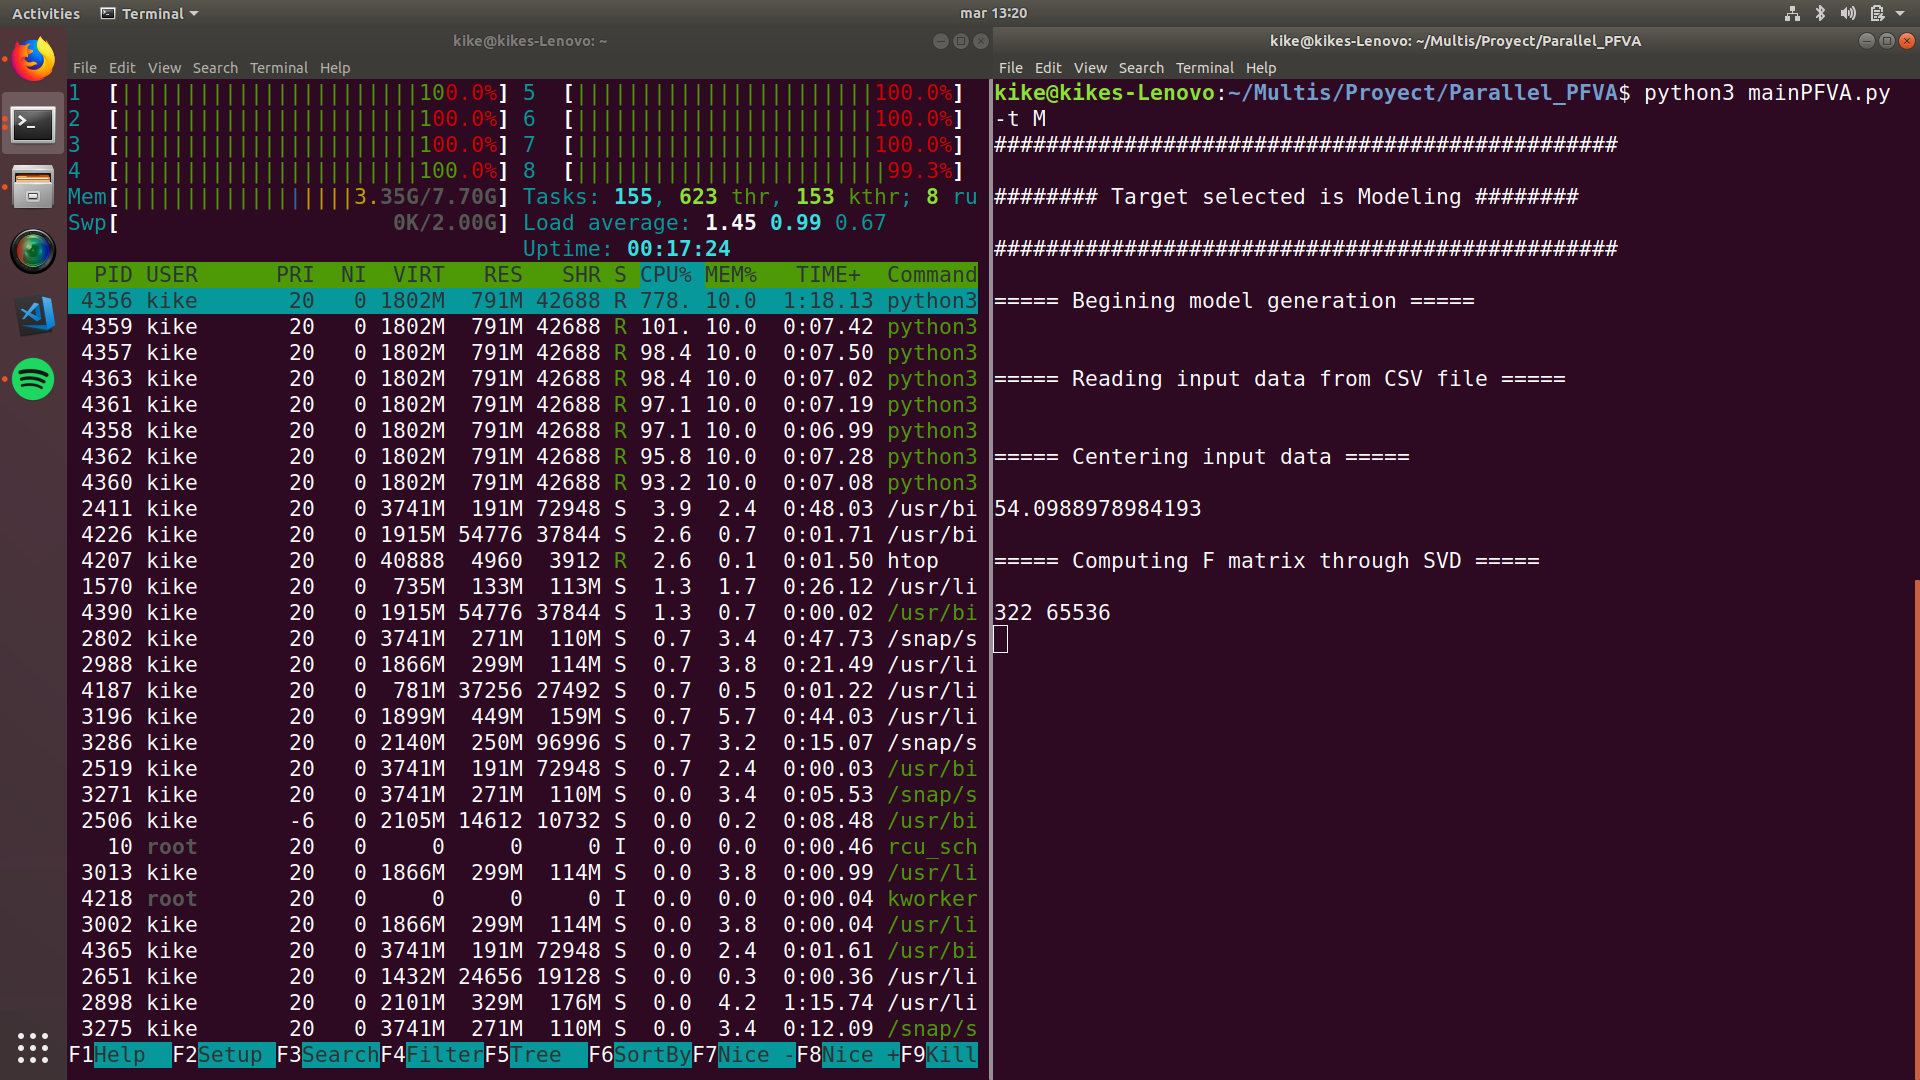 Activities Terminal mar 13:20
kike@kikes-Lenovo: ~
File Edit View Search Terminal Help
1 [||||||||||||||||||||||||100.0%] 5 [||||||||||||||||||||||||100.0%]
2 [||||||||||||||||||||||||100.0%] 6 [||||||||||||||||||||||||100.0%]
3 [||||||||||||||||||||||||100.0%] 7 [||||||||||||||||||||||||100.0%]
4 [||||||||||||||||||||||||100.0%] 8 [|||||||||||||||||||||||||99.3%]
Mem[||||||||||||||||||3.35G/7.70G] Tasks: 155, 623 thr, 153 kthr; 8 ru
Swp[ 0K/2.00G] Load average: 1.45 0.99 0.67
Uptime: 00:17:24
PID USER PRI NI VIRT RES SHR S CPU% MEM% TIME+ Command
4356 kike 20 0 1802M 791M 42688 R 778. 10.0 1:18.13 python3
4359 kike 20 0 1802M 791M 42688 R 101. 10.0 0:07.42 python3
4357 kike 20 0 1802M 791M 42688 R 98.4 10.0 0:07.50 python3
4363 kike 20 0 1802M 791M 42688 R 98.4 10.0 0:07.02 python3
4361 kike 20 0 1802M 791M 42688 R 97.1 10.0 0:07.19 python3
4358 kike 20 0 1802M 791M 42688 R 97.1 10.0 0:06.99 python3
4362 kike 20 0 1802M 791M 42688 R 95.8 10.0 0:07.28 python3
4360 kike 20 0 1802M 791M 42688 R 93.2 10.0 0:07.08 python3
2411 kike 20 0 3741M 191M 72948 S 3.9 2.4 0:48.03 /usr/bi
4226 kike 20 0 1915M 54776 37844 S 2.6 0.7 0:01.71 /usr/bi
4207 kike 20 0 40888 4960 3912 R 2.6 0.1 0:01.50 htop
1570 kike 20 0 735M 133M 113M S 1.3 1.7 0:26.12 /usr/li
4390 kike 20 0 1915M 54776 37844 S 1.3 0.7 0:00.02 /usr/bi
2802 kike 20 0 3741M 271M 110M S 0.7 3.4 0:47.73 /snap/s
2988 kike 20 0 1866M 299M 114M S 0.7 3.8 0:21.49 /usr/li
4187 kike 20 0 781M 37256 27492 S 0.7 0.5 0:01.22 /usr/li
3196 kike 20 0 1899M 449M 159M S 0.7 5.7 0:44.03 /usr/li
3286 kike 20 0 2140M 250M 96996 S 0.7 3.2 0:15.07 /snap/s
2519 kike 20 0 3741M 191M 72948 S 0.7 2.4 0:00.03 /usr/bi
3271 kike 20 0 3741M 271M 110M S 0.0 3.4 0:05.53 /snap/s
2506 kike -6 0 2105M 14612 10732 S 0.0 0.2 0:08.48 /usr/bi
10 root 20 0 0 0 0 I 0.0 0.0 0:00.46 rcu_sch
3013 kike 20 0 1866M 299M 114M S 0.0 3.8 0:00.99 /usr/li
4218 root 20 0 0 0 0 I 0.0 0.0 0:00.04 kworker
3002 kike 20 0 1866M 299M 114M S 0.0 3.8 0:00.04 /usr/li
4365 kike 20 0 3741M 191M 72948 S 0.0 2.4 0:01.61 /usr/bi
2651 kike 20 0 1432M 24656 19128 S 0.0 0.3 0:00.36 /usr/li
2898 kike 20 0 2101M 329M 176M S 0.0 4.2 1:15.74 /usr/li
3275 kike 20 0 3741M 271M 110M S 0.0 3.4 0:12.09 /snap/s
F1Help F2Setup F3SearchF4FilterF5Tree F6SortByF7Nice -F8Nice +F9Kill
kike@kikes-Lenovo: ~/Multis/Proyect/Parallel_PFVA
File Edit View Search Terminal Help
kike@kikes-Lenovo:~/Multis/Proyect/Parallel_PFVA$ python3 mainPFVA.py
-t M
################################################
######## Target selected is Modeling ########
################################################
===== Begining model generation =====
===== Reading input data from CSV file =====
===== Centering input data =====
54.0988978984193
===== Computing F matrix through SVD =====
322 65536